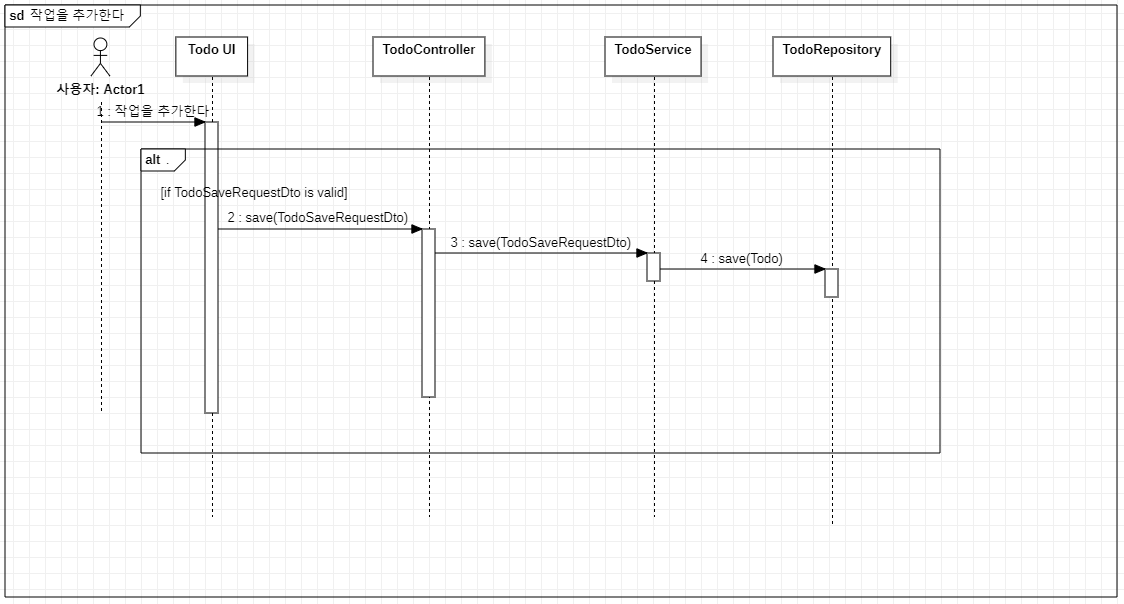 sd 작업을 추가한다
Todo UI
TodoController
TodoService
TodoRepository
사용자: Actor1
1 : 작업을 추가한다
alt .
[if TodoSaveRequestDto is valid]
2 : save(TodoSaveRequestDto)
3 : save(TodoSaveRequestDto)
4 : save(Todo)